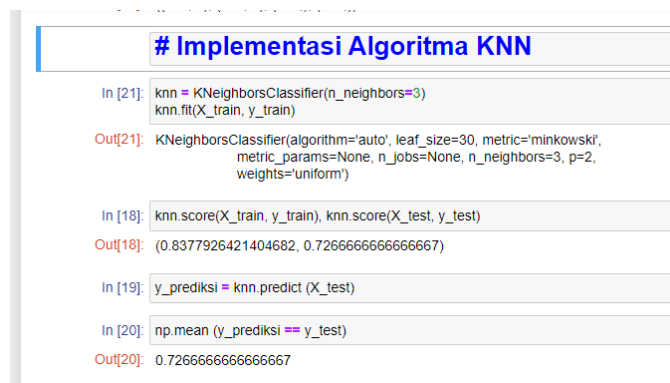 # Implementasi Algoritma KNN
In [21]: knn = KNeighborsClassifier(n_neighbors=3)
knn.fit(X_train, y_train)
Out[21]: KNeighborsClassifier(algorithm='auto', leaf_size=30, metric='minkowski',
metric_params=None, n_jobs=None, n_neighbors=3, p=2,
weights='uniform')
In [18]: knn.score(X_train, y_train), knn.score(X_test, y_test)
Out[18]: (0.8377926421404682, 0.7266666666666667)
In [19]: y_prediksi = knn.predict (X_test)
In [20]: np.mean (y_prediksi == y_test)
Out[20]: 0.7266666666666667